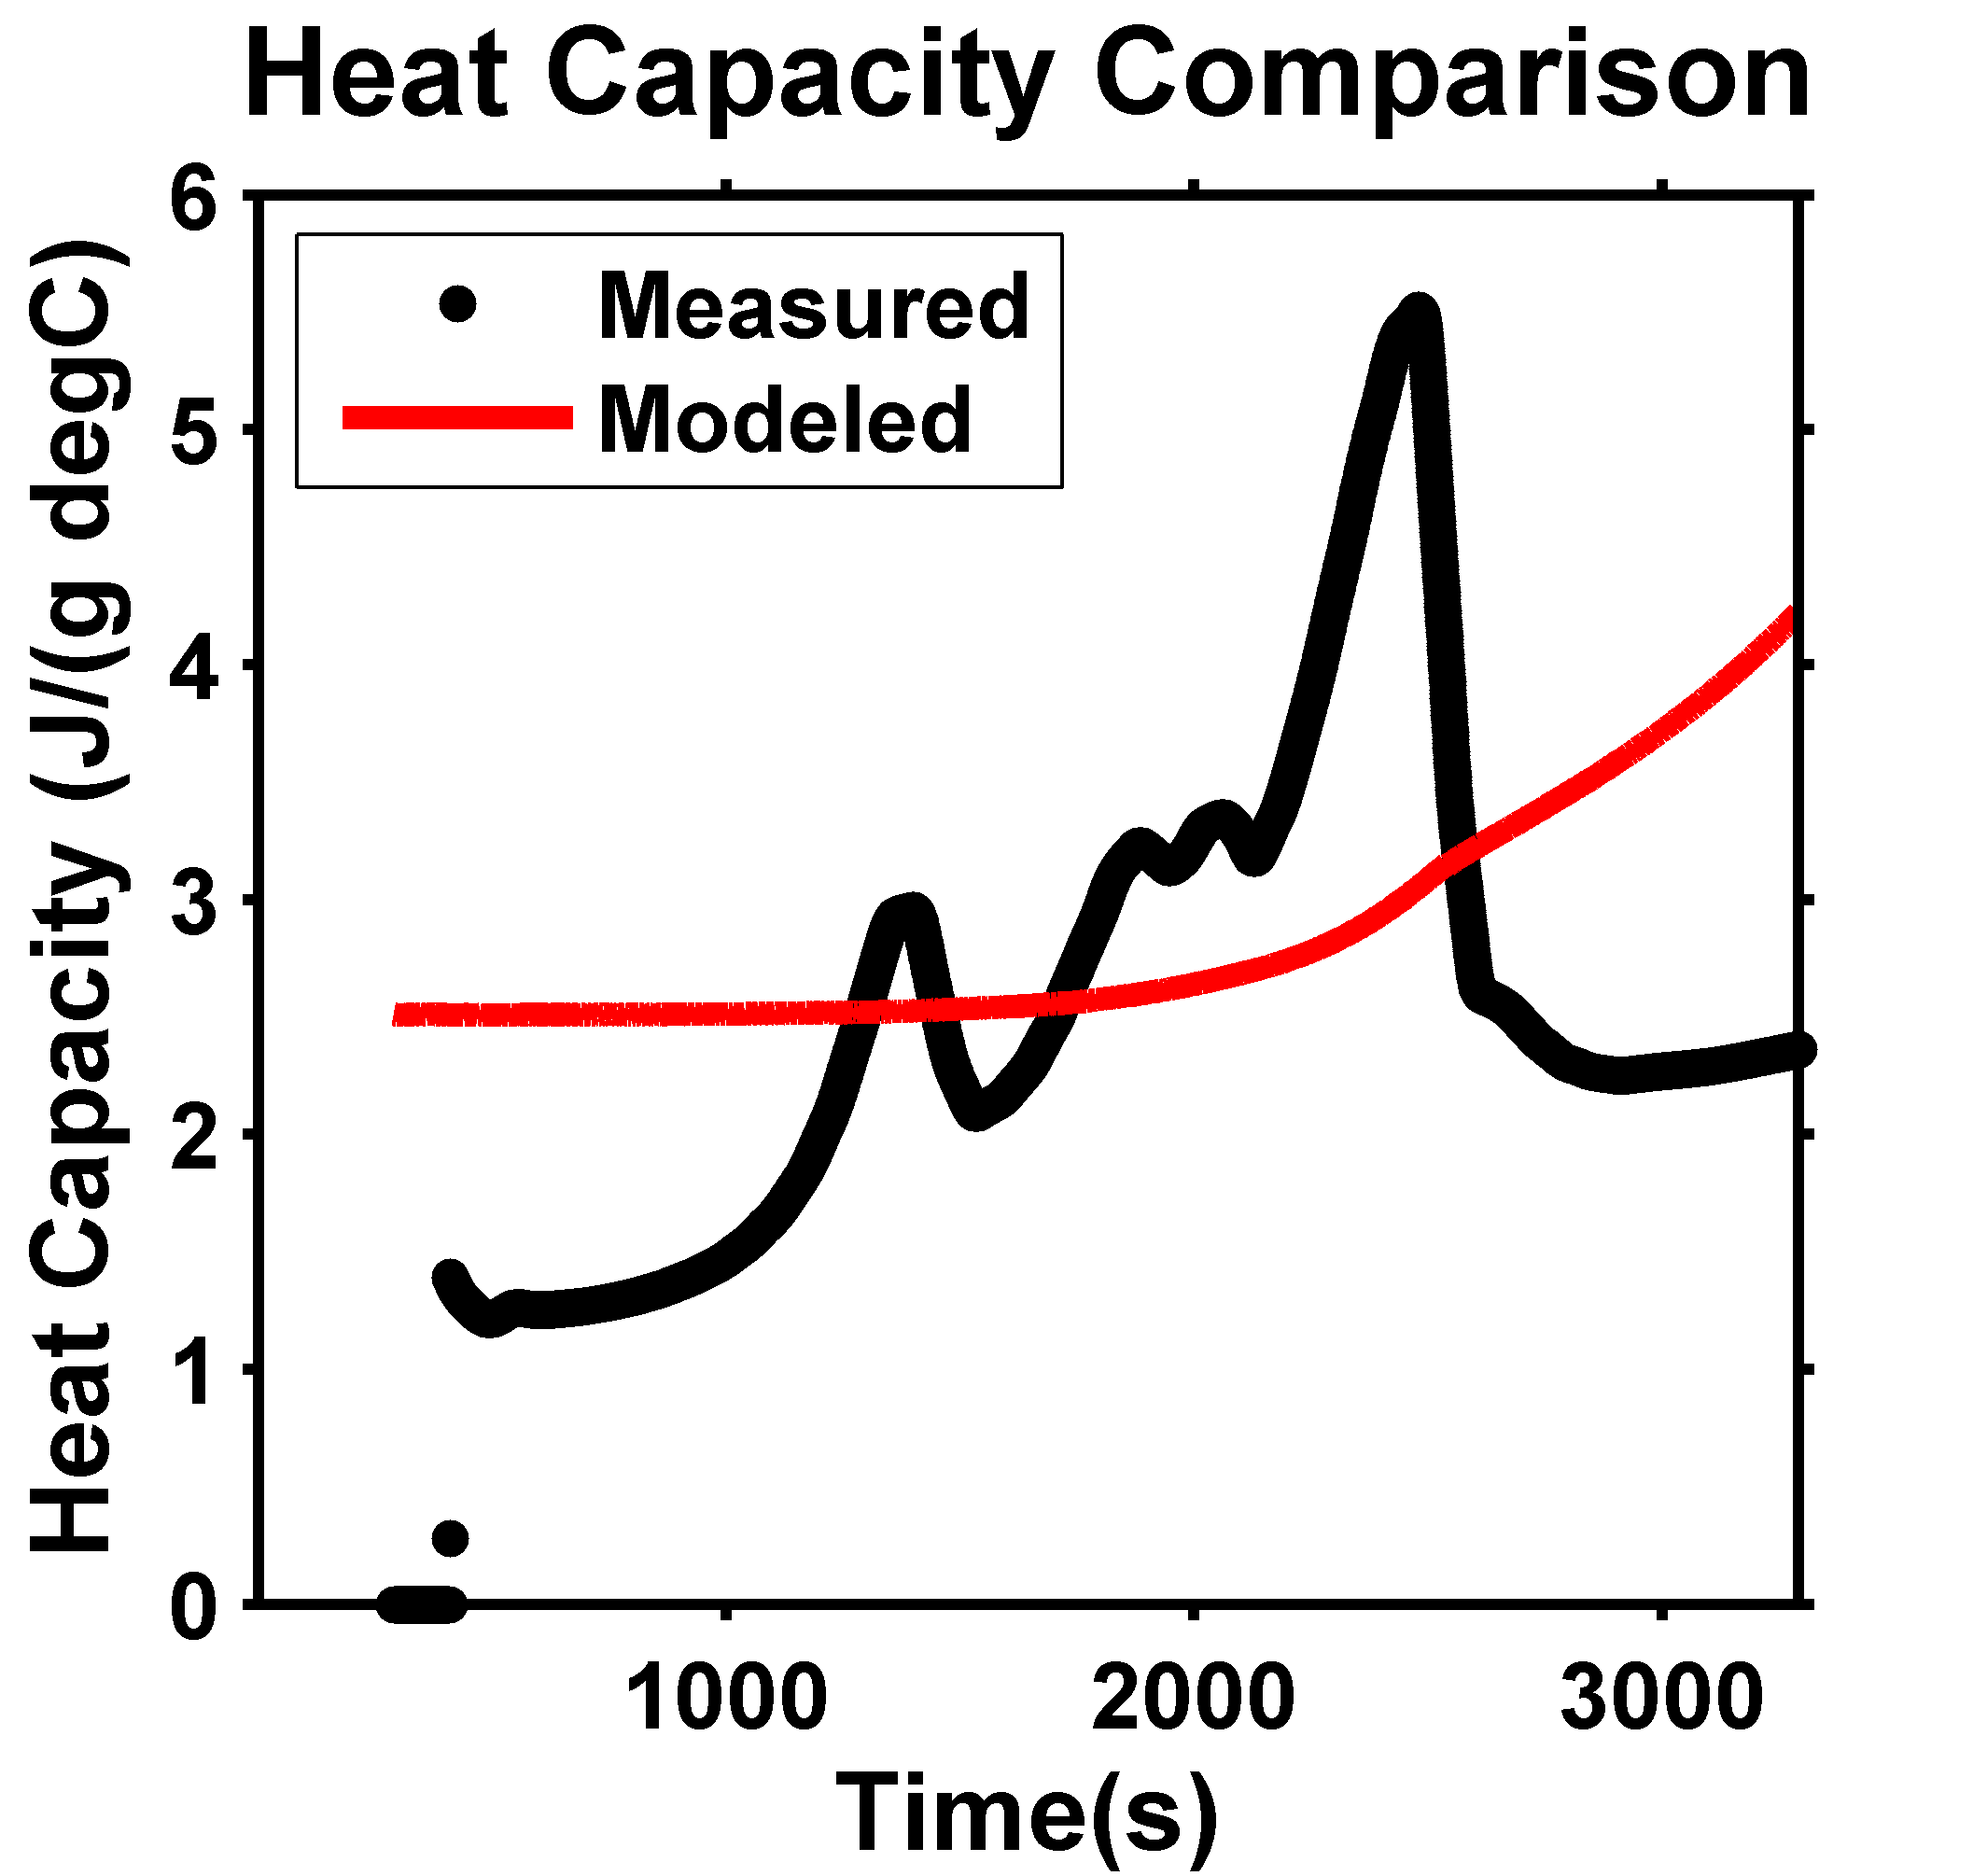 Heat Capacity Comparison
Heat Capacity (J/(g degC)
6
5
4
3
2
1
0
Measured
Modeled
1000 2000 3000
Time(s)